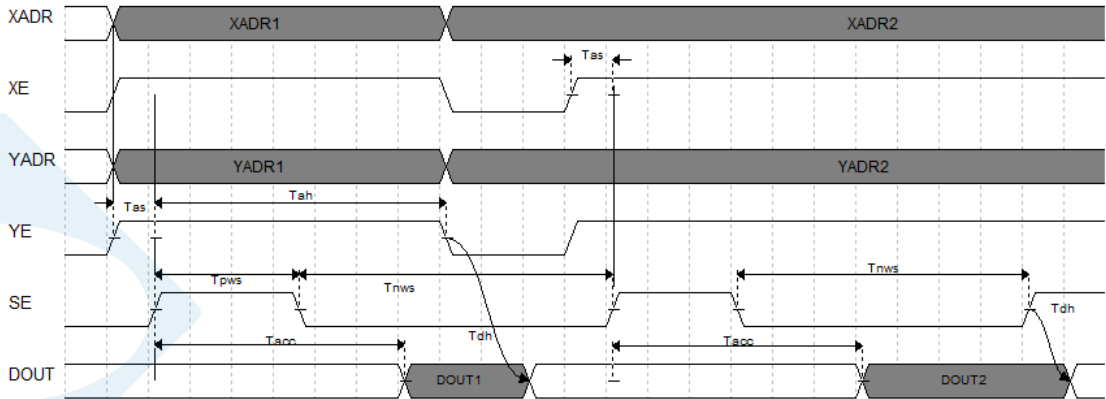 XADR XADR1 XADR2
Tas
XE
YADR YADR1 YADR2
Tas Tah
YE
Tpws Tnws Tnws
SE
Tdh Tdh
Tacc Tacc
DOUT DOUT1 DOUT2